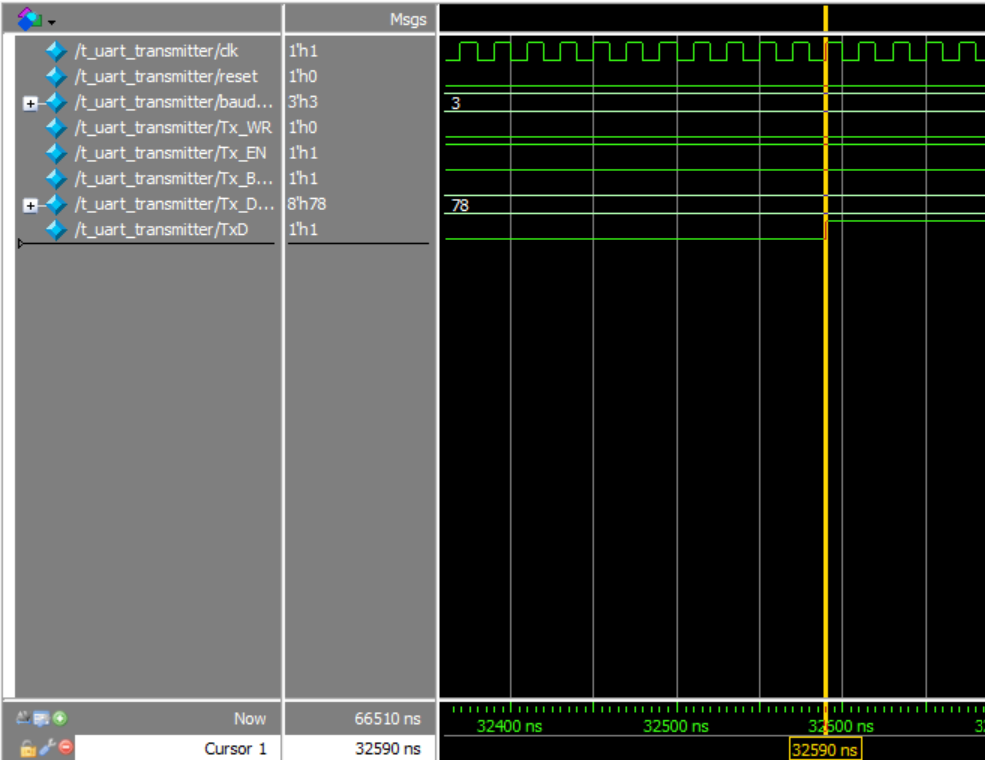 Msgs
/t_uart_transmitter/clk 1'h1
/t_uart_transmitter/reset 1'h0
/t_uart_transmitter/baud... 3'h3 3
/t_uart_transmitter/Tx_WR 1'h0
/t_uart_transmitter/Tx_EN 1'h1
/t_uart_transmitter/Tx_B... 1'h1
/t_uart_transmitter/Tx_D... 8'h78 78
/t_uart_transmitter/TxD 1'h1
Now 66510 ns 32400 ns 32500 ns 32600 ns 3
Cursor 1 32590 ns 32590 ns